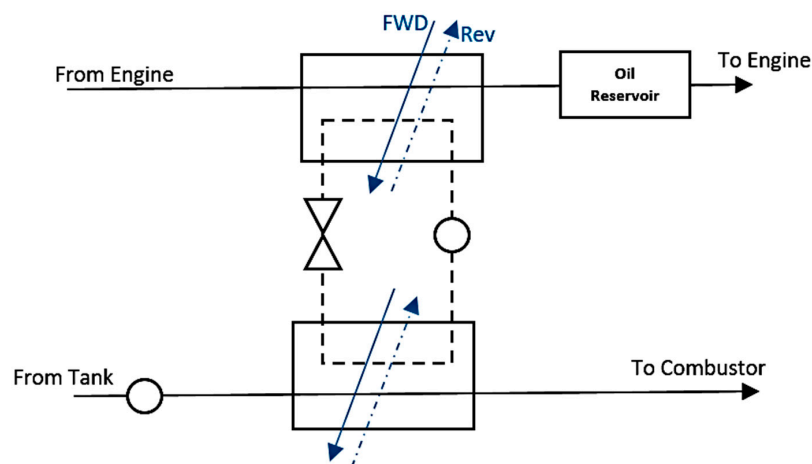 FWD
Rev
From Engine
Oil
Reservoir
To Engine
From Tank
To Combustor